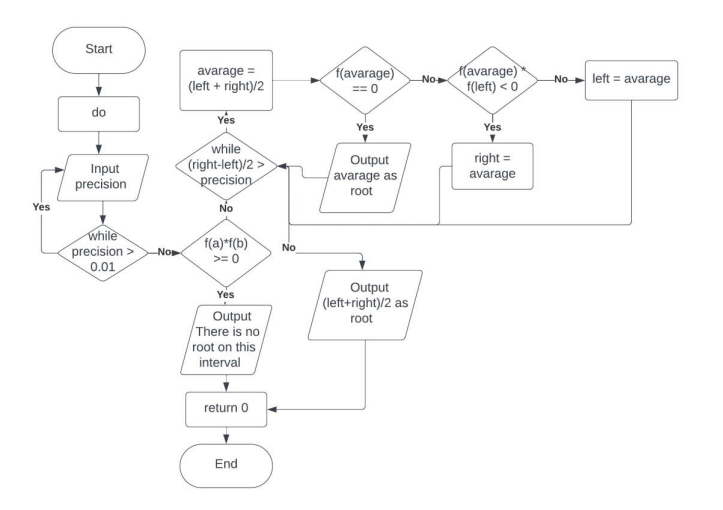 Start
do
Input
precision
Yes
while
precision >
0.01
No
f(a)*f(b)
>= 0
No
while
(right-left)/2 >
precision
Yes
avarage =
(left + right)/2
f(avarage)
== 0
No
f(avarage) *
f(left) < 0
No
left = avarage
Yes
Output
avarage as
root
Yes
right =
avarage
No
Output
(left+right)/2 as
root
Yes
Output
There is no
root on this
interval
return 0
End